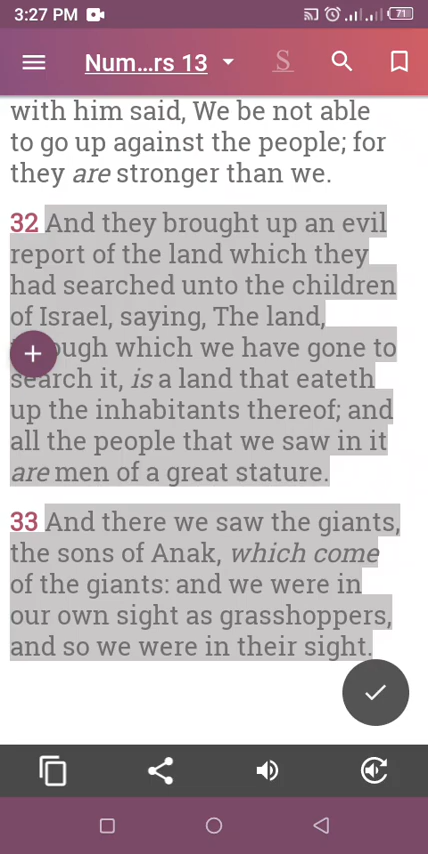 3:27 PM 71
Num...rs 13 S
with him said, We be not able
to go up against the people; for
they are stronger than we.
32 And they brought up an evil
report of the land which they
had searched unto the children
of Israel, saying, The land,
which we have gone to
search it, is a land that eateth
up the inhabitants thereof; and
all the people that we saw in it
are men of a great stature.
33 And there we saw the giants,
the sons of Anak, which come
of the giants: and we were in
our own sight as grasshoppers,
and so we were in their sight.